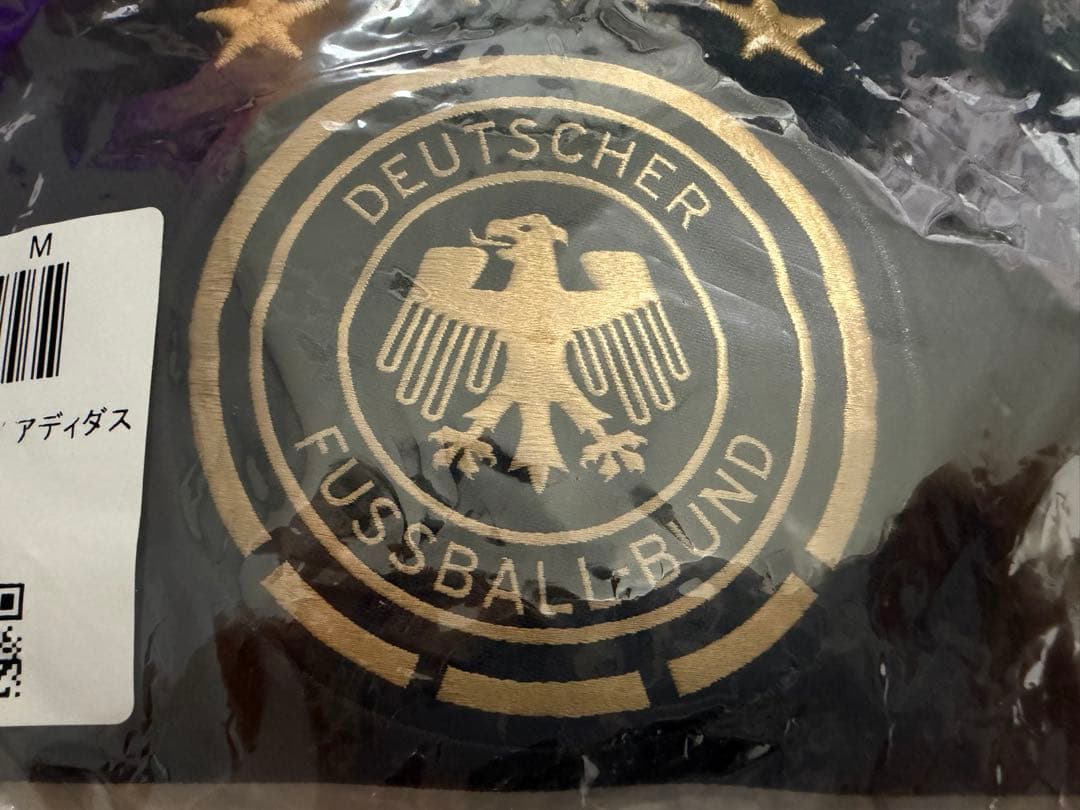 DEUTSCHER
FUSSBALL-BUND
M
アディダス